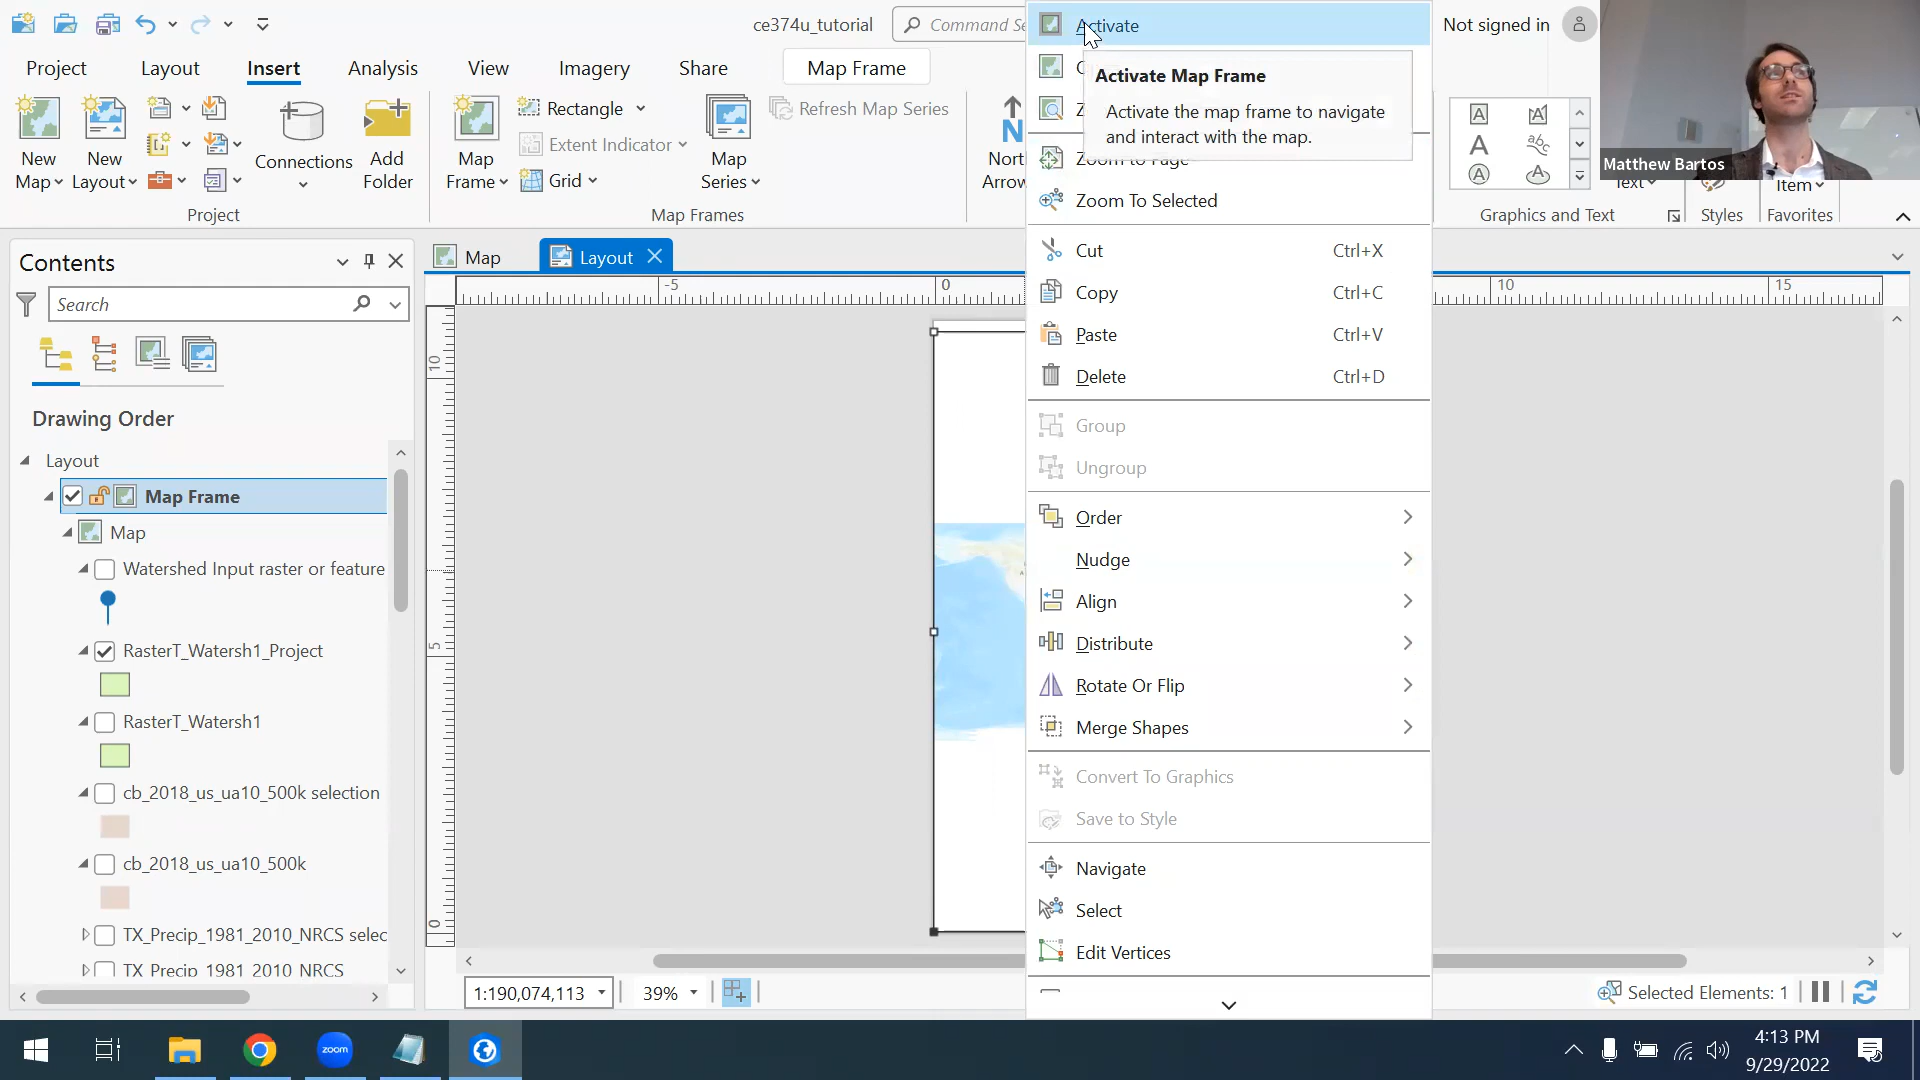 ce374u_tutorial
Command Se
Not signed in
Project
Layout
Insert
Analysis
View
Imagery
Share
Map Frame
New
Map
New
Layout
Connections
Add
Folder
Project
Map
Frame
Rectangle
Extent Indicator
Grid
Map
Series
Refresh Map Series
Map Frames
N
Nort
Arrow
Activate
Activate Map Frame
Activate the map frame to navigate
and interact with the map.
Zoom to Page
Zoom To Selected
Cut Ctrl+X
Copy Ctrl+C
Paste Ctrl+V
Delete Ctrl+D
Group
Ungroup
Order
Nudge
Align
Distribute
Rotate Or Flip
Merge Shapes
Convert To Graphics
Save to Style
Navigate
Select
Edit Vertices
Text
Graphics and Text
Styles
Item
Favorites
Matthew Bartos
Contents
Search
Drawing Order
Layout
Map Frame
Map
Watershed Input raster or feature
RasterT_Watersh1_Project
RasterT_Watersh1
cb_2018_us_ua10_500k selection
cb_2018_us_ua10_500k
TX_Precip_1981_2010_NRCS selec
TX_Precip_1981_2010_NRCS
Map
Layout
-5 0 10 15
10
5
0
1:190,074,113
39%
Selected Elements: 1
zoom
4:13 PM
9/29/2022